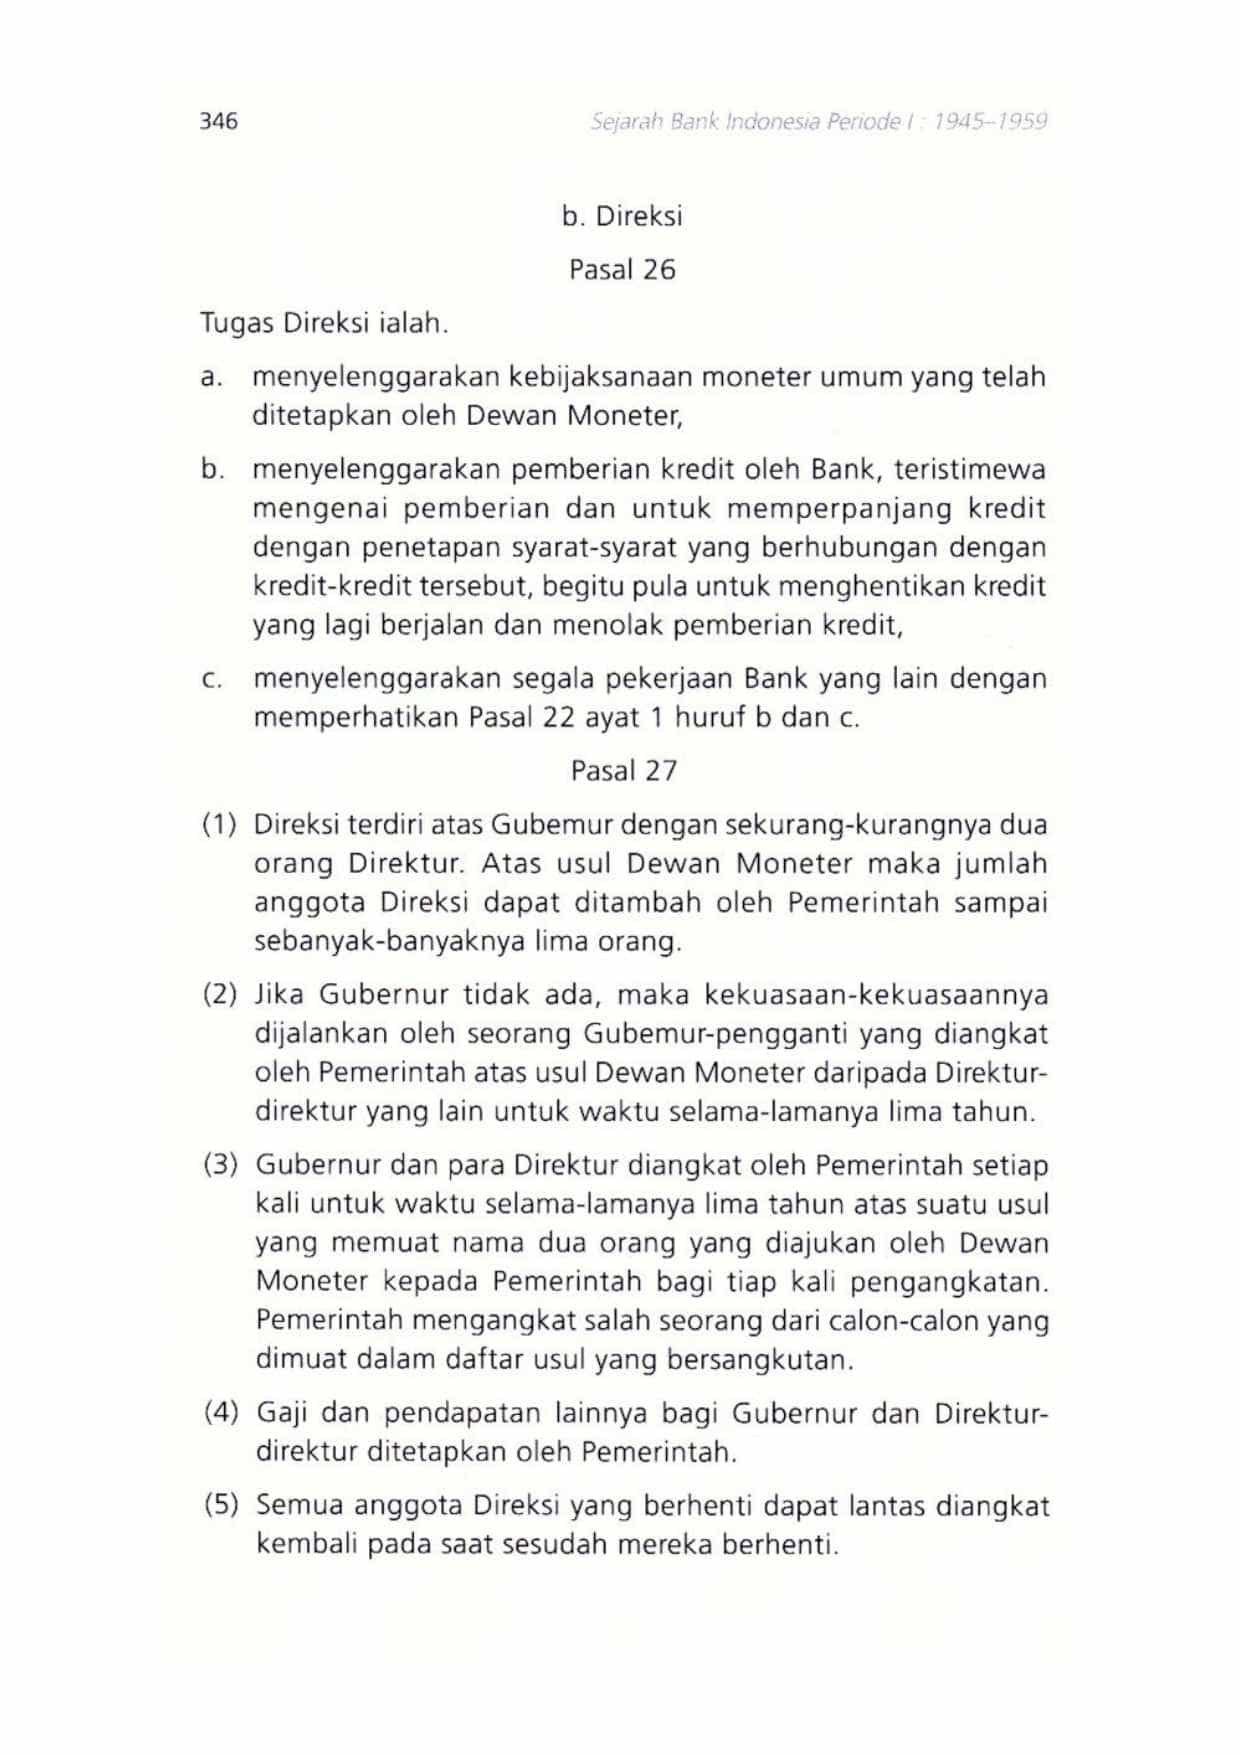 346
Sejarah Bank Indonesia Periode I : 1945–1959
b. Direksi
Pasal 26
Tugas Direksi ialah.
a. menyelenggarakan kebijaksanaan moneter umum yang telah
ditetapkan oleh Dewan Moneter,
b. menyelenggarakan pemberian kredit oleh Bank, teristimewa
mengenai pemberian dan untuk memperpanjang kredit
dengan penetapan syarat-syarat yang berhubungan dengan
kredit-kredit tersebut, begitu pula untuk menghentikan kredit
yang lagi berjalan dan menolak pemberian kredit,
c. menyelenggarakan segala pekerjaan Bank yang lain dengan
memperhatikan Pasal 22 ayat 1 huruf b dan c.
Pasal 27
(1) Direksi terdiri atas Gubemur dengan sekurang-kurangnya dua
orang Direktur. Atas usul Dewan Moneter maka jumlah
anggota Direksi dapat ditambah oleh Pemerintah sampai
sebanyak-banyaknya lima orang.
(2) Jika Gubernur tidak ada, maka kekuasaan-kekuasaannya
dijalankan oleh seorang Gubemur-pengganti yang diangkat
oleh Pemerintah atas usul Dewan Moneter daripada Direktur-
direktur yang lain untuk waktu selama-lamanya lima tahun.
(3) Gubernur dan para Direktur diangkat oleh Pemerintah setiap
kali untuk waktu selama-lamanya lima tahun atas suatu usul
yang memuat nama dua orang yang diajukan oleh Dewan
Moneter kepada Pemerintah bagi tiap kali pengangkatan.
Pemerintah mengangkat salah seorang dari calon-calon yang
dimuat dalam daftar usul yang bersangkutan.
(4) Gaji dan pendapatan lainnya bagi Gubernur dan Direktur-
direktur ditetapkan oleh Pemerintah.
(5) Semua anggota Direksi yang berhenti dapat lantas diangkat
kembali pada saat sesudah mereka berhenti.